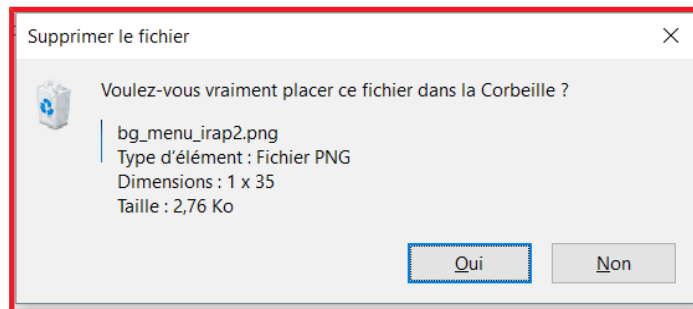 Supprimer le fichier
Voulez-vous vraiment placer ce fichier dans la Corbeille ?
bg_menu_irap2.png
Type d'élément : Fichier PNG
Dimensions : 1 x 35
Taille : 2,76 Ko
Oui
Non